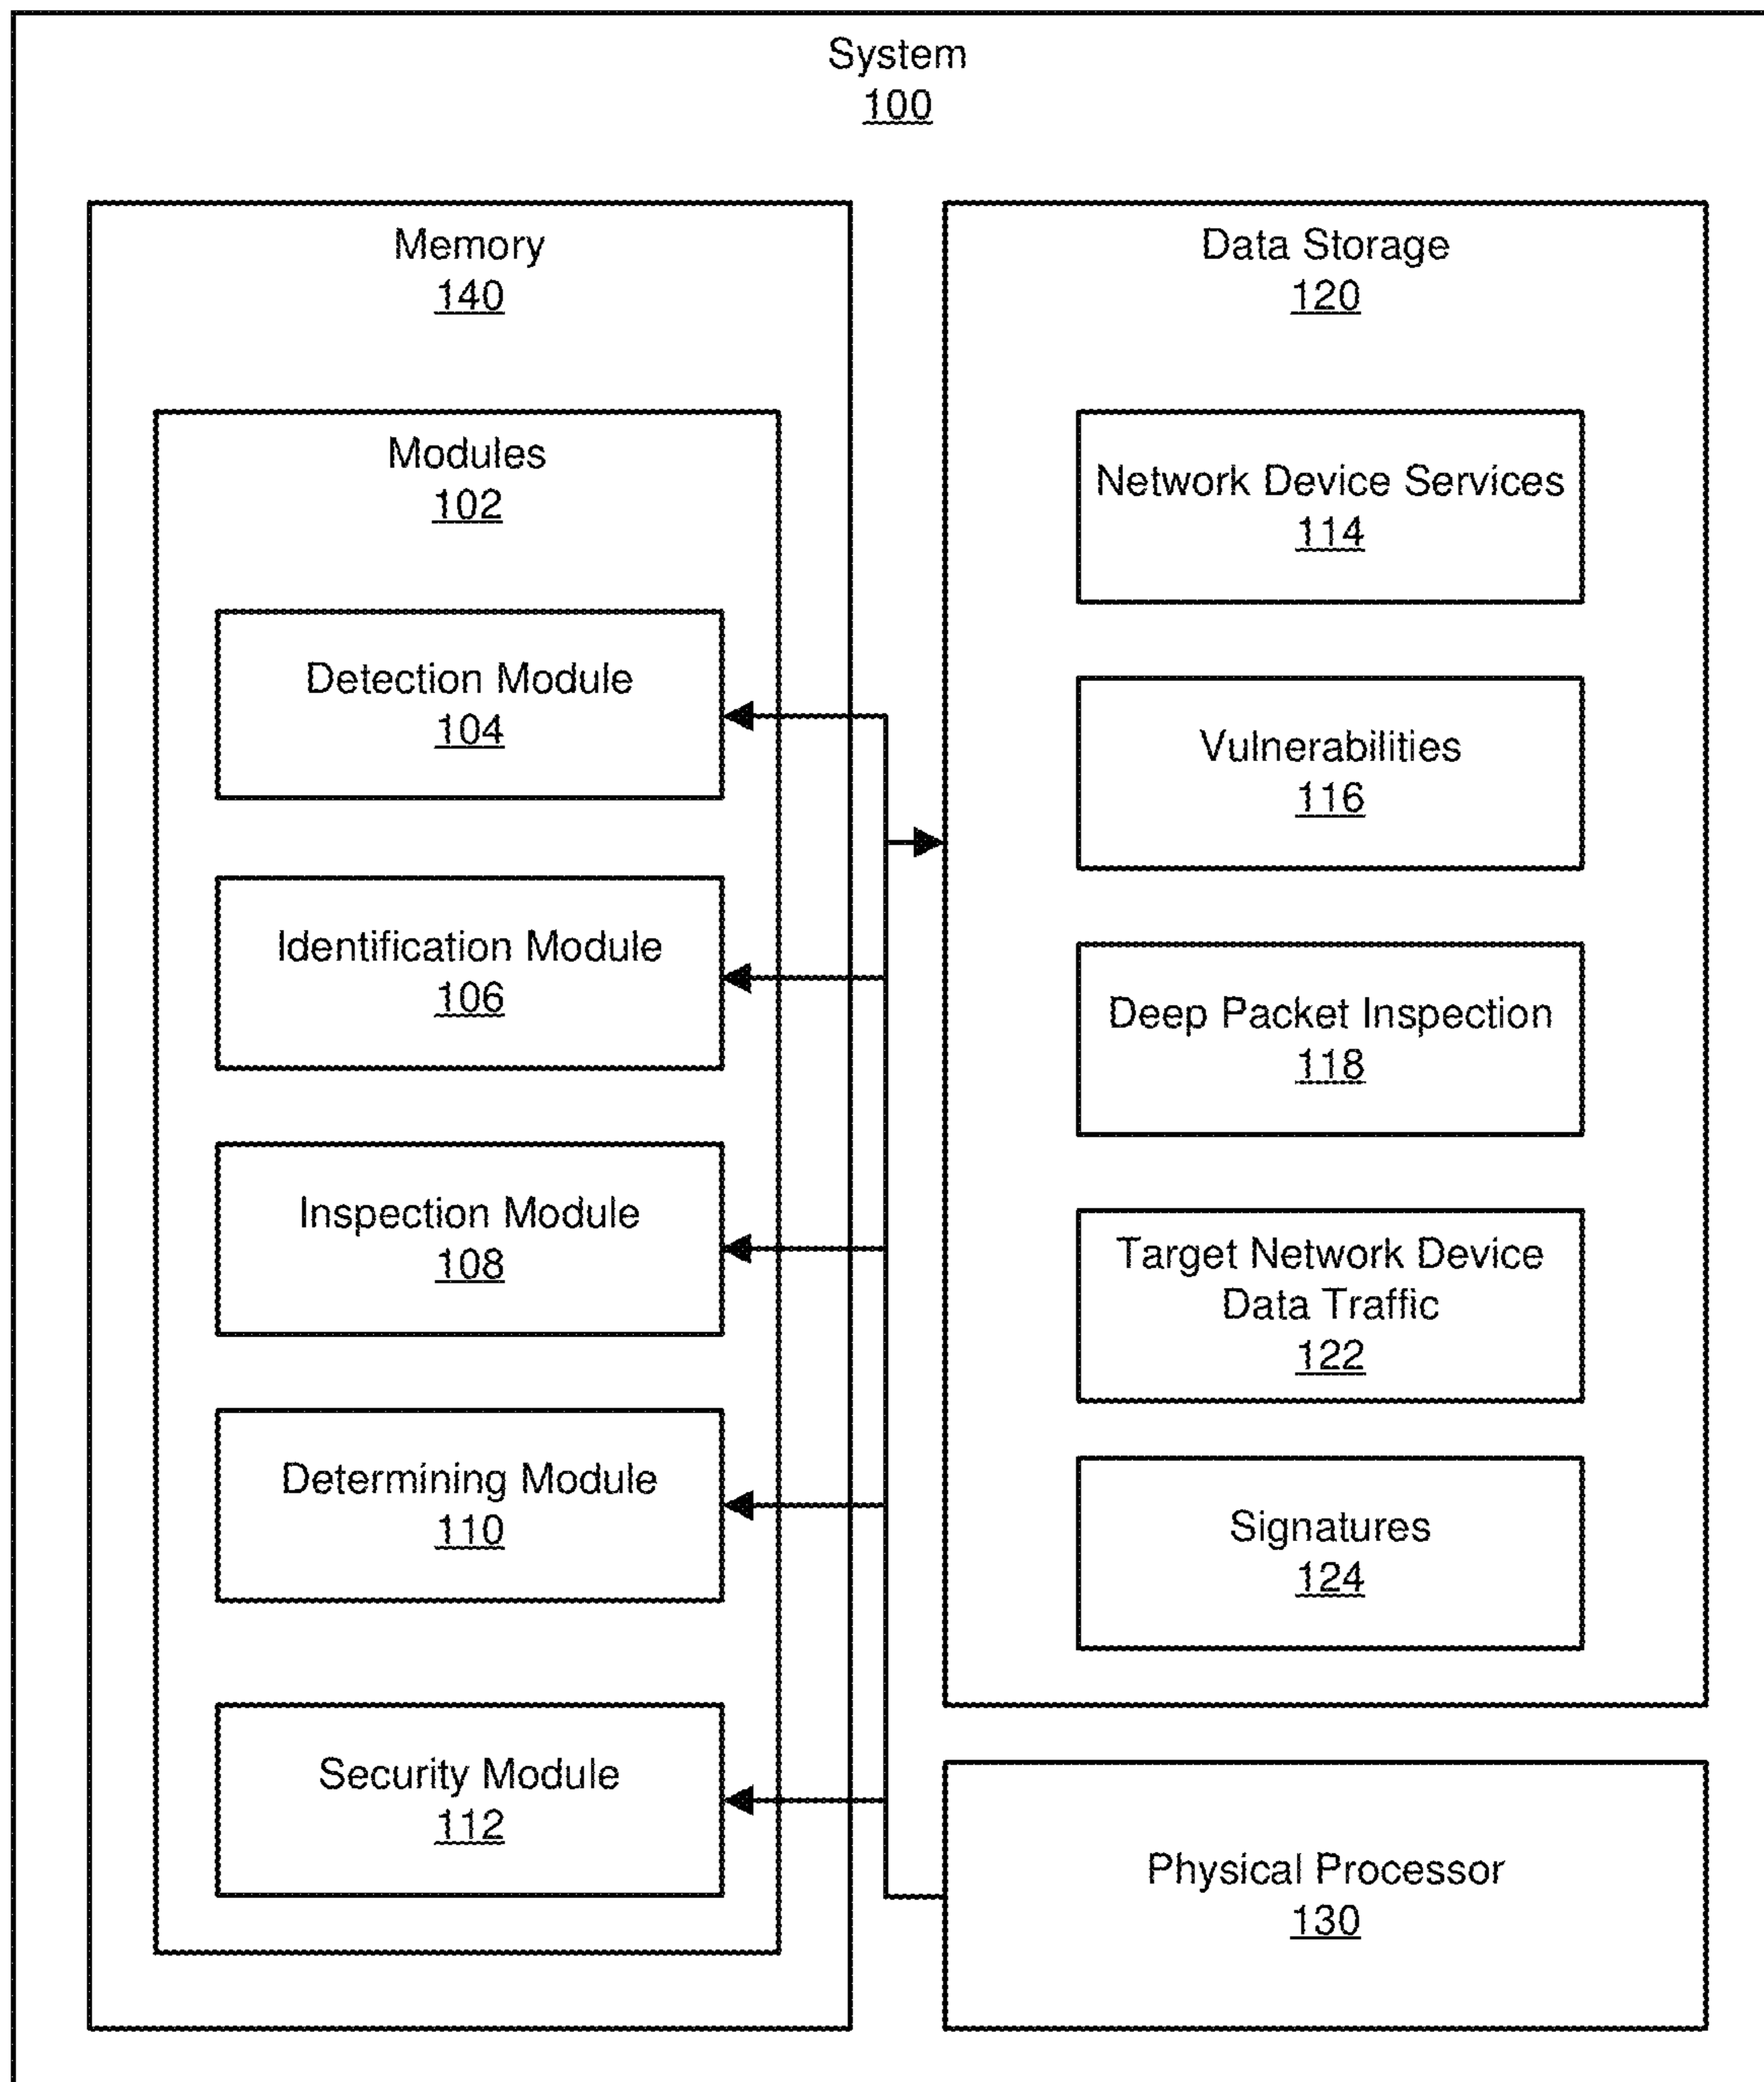 System
100
Memory
140
Modules
102
Detection Module
104
Identification Module
106
Inspection Module
108
Determining Module
110
Security Module
112
Data Storage
120
Network Device Services
114
Vulnerabilities
116
Deep Packet Inspection
118
Target Network Device
Data Traffic
122
Signatures
124
Physical Processor
130